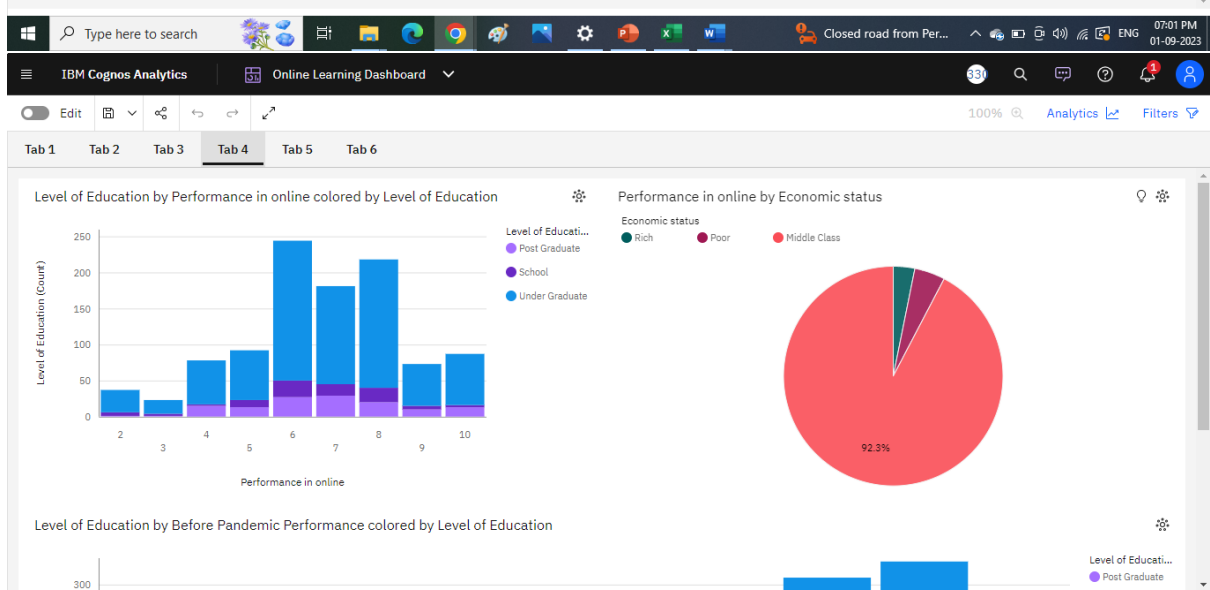 Type here to search
Closed road from Per...
ENG
07:01 PM
01-09-2023
IBM Cognos Analytics
Online Learning Dashboard
330
1
Edit
100%
Analytics
Filters
Tab 1 Tab 2 Tab 3 Tab 4 Tab 5 Tab 6
Level of Education by Performance in online colored by Level of Education
Level of Education (Count)
250
200
150
100
50
0
2 3 4 5 6 7 8 9 10
Performance in online
Level of Educati...
Post Graduate
School
Under Graduate
Performance in online by Economic status
Economic status
Rich Poor Middle Class
92.3%
Level of Education by Before Pandemic Performance colored by Level of Education
300
Level of Educati...
Post Graduate